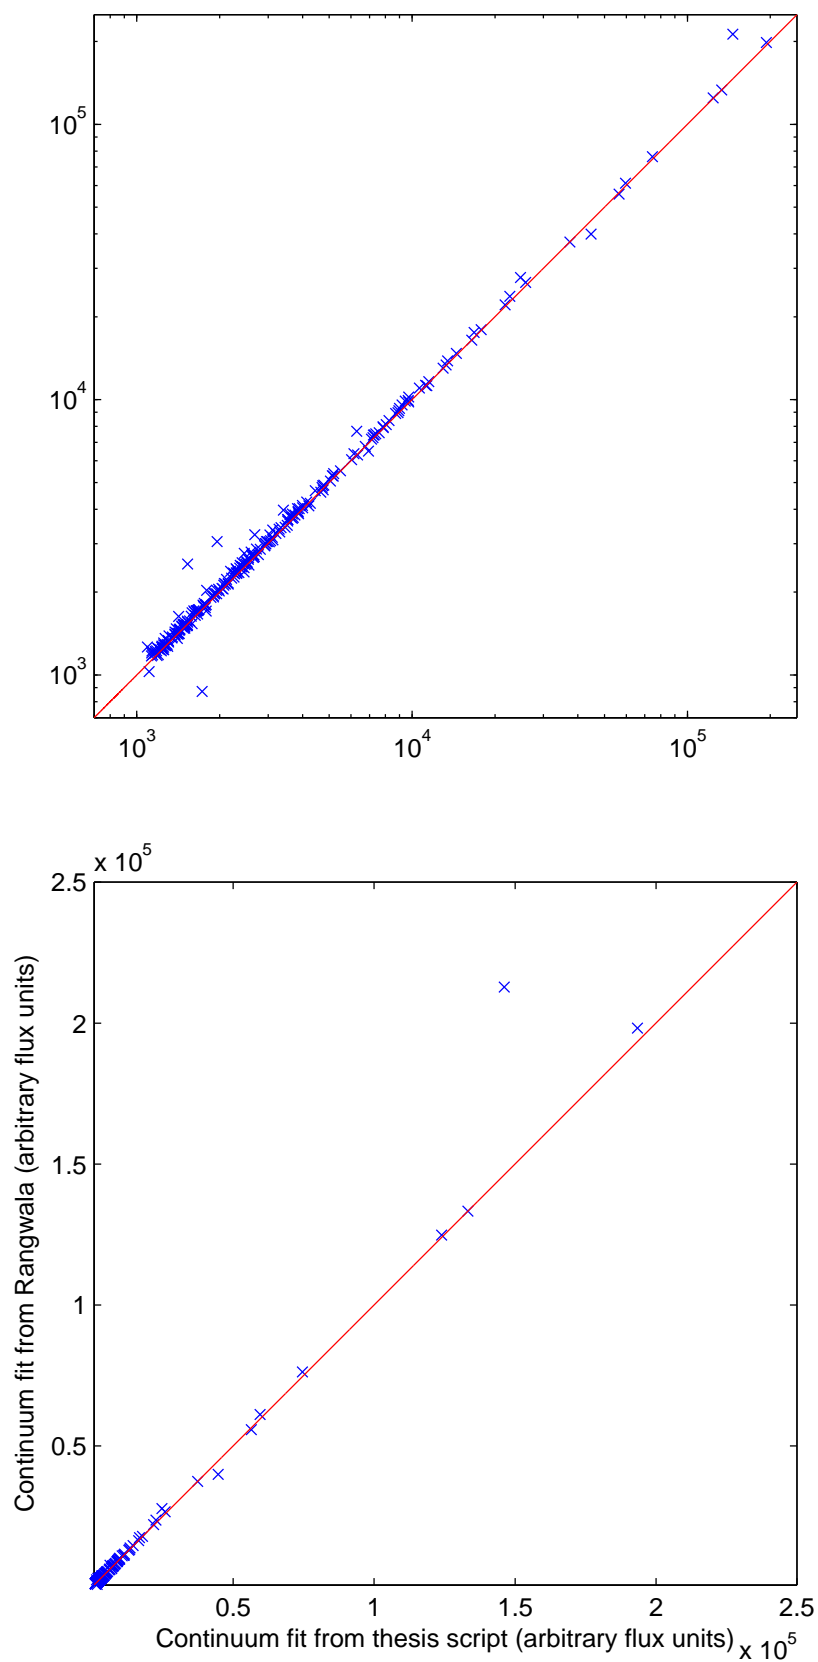 10^5
10^4
10^3
10^3 10^4 10^5
x 10^5
2.5
2
1.5
1
0.5
Continuum fit from Rangwala (arbitrary flux units)
0.5 1 1.5 2 2.5
Continuum fit from thesis script (arbitrary flux units) x 10^5